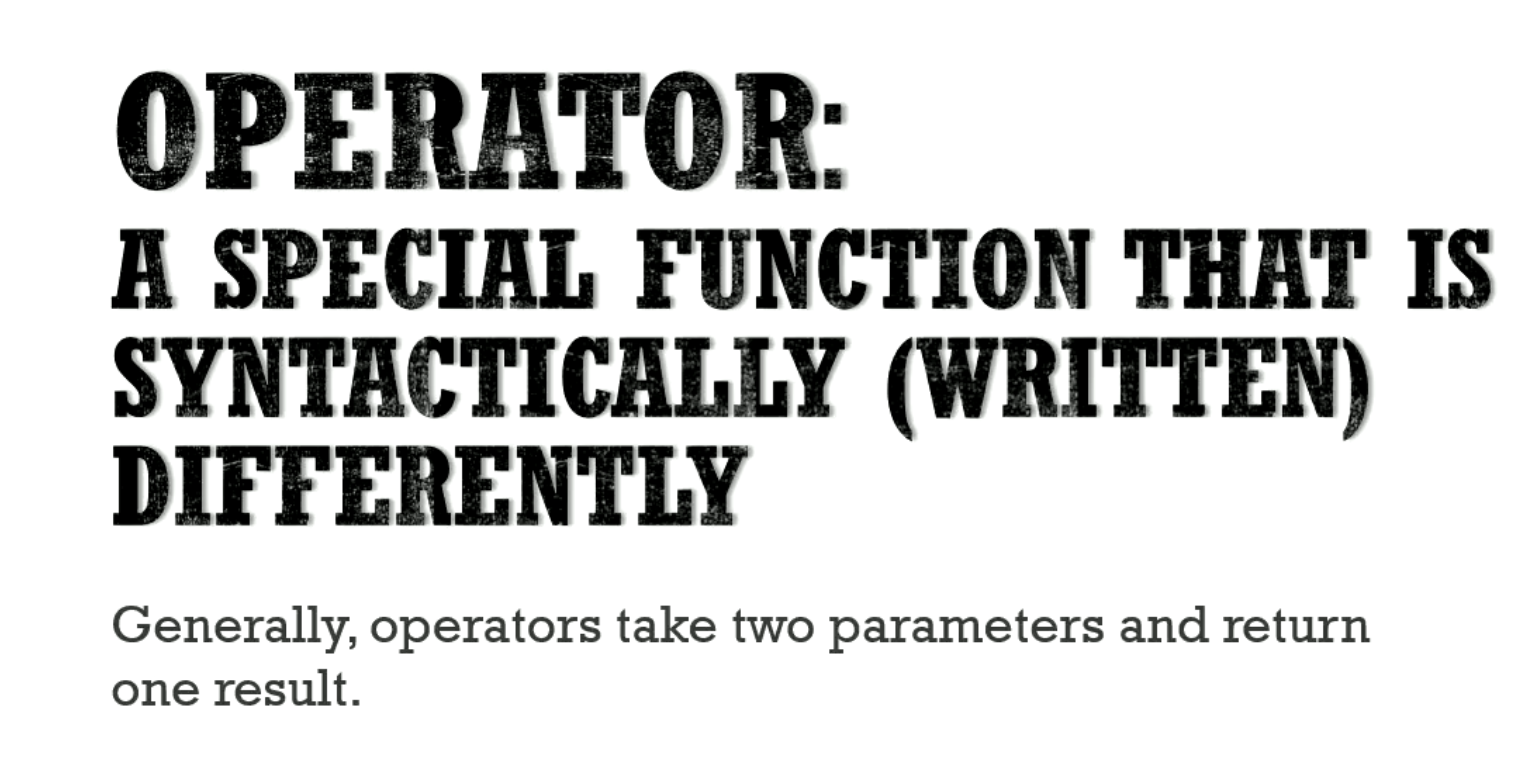 OPERATOR:
A SPECIAL FUNCTION THAT IS
SYNTACTICALLY (WRITTEN)
DIFFERENTLY
Generally, operators take two parameters and return
one result.